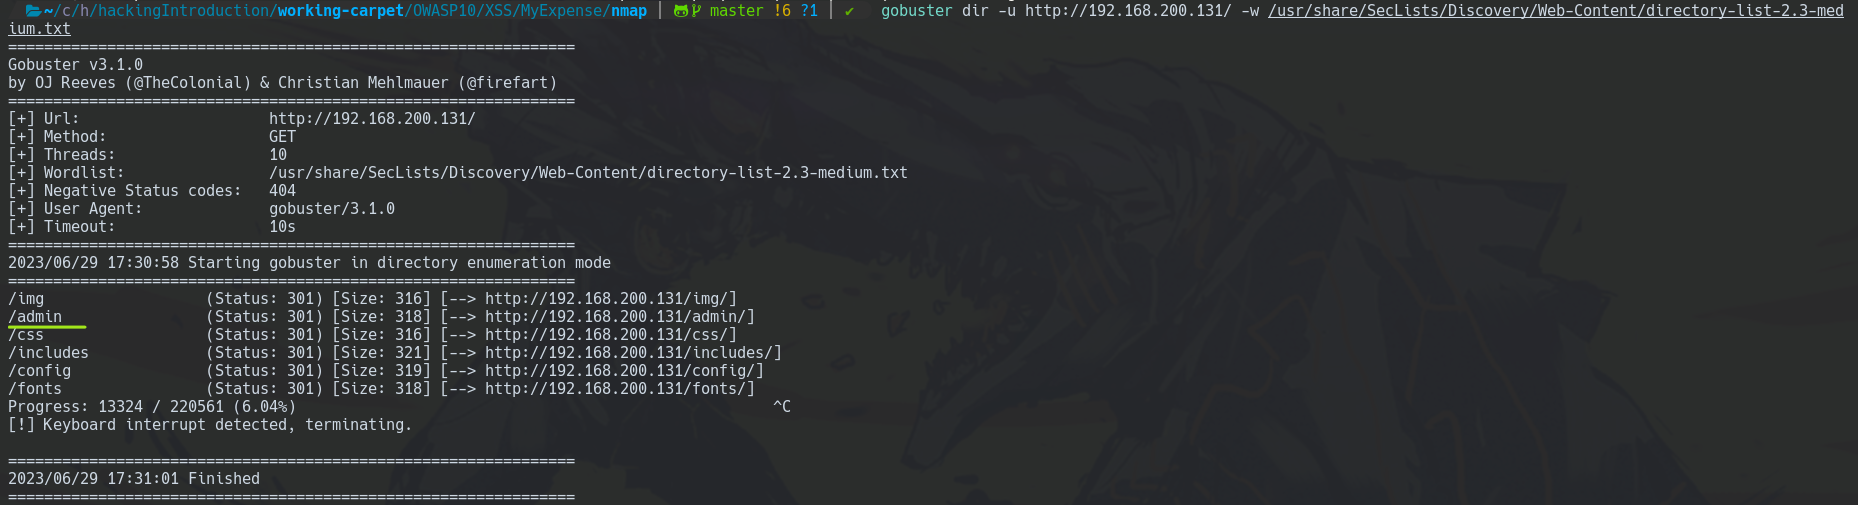 ~/c/h/hackingIntroduction/working-carpet/OWASP10/XSS/MyExpense/nmap | master !6 ?1 | ✔ gobuster dir -u http://192.168.200.131/ -w /usr/share/SecLists/Discovery/Web-Content/directory-list-2.3-med
ium.txt
===============================================================
Gobuster v3.1.0
by OJ Reeves (@TheColonial) & Christian Mehlmauer (@firefart)
===============================================================
[+] Url:                     http://192.168.200.131/
[+] Method:                  GET
[+] Threads:                 10
[+] Wordlist:                /usr/share/SecLists/Discovery/Web-Content/directory-list-2.3-medium.txt
[+] Negative Status codes:   404
[+] User Agent:              gobuster/3.1.0
[+] Timeout:                 10s
===============================================================
2023/06/29 17:30:58 Starting gobuster in directory enumeration mode
===============================================================
/img                  (Status: 301) [Size: 316] [--> http://192.168.200.131/img/]
/admin                (Status: 301) [Size: 318] [--> http://192.168.200.131/admin/]
/css                  (Status: 301) [Size: 316] [--> http://192.168.200.131/css/]
/includes             (Status: 301) [Size: 321] [--> http://192.168.200.131/includes/]
/config               (Status: 301) [Size: 319] [--> http://192.168.200.131/config/]
/fonts                (Status: 301) [Size: 318] [--> http://192.168.200.131/fonts/]
Progress: 13324 / 220561 (6.04%)                                                     ^C
[!] Keyboard interrupt detected, terminating.
===============================================================
2023/06/29 17:31:01 Finished
===============================================================